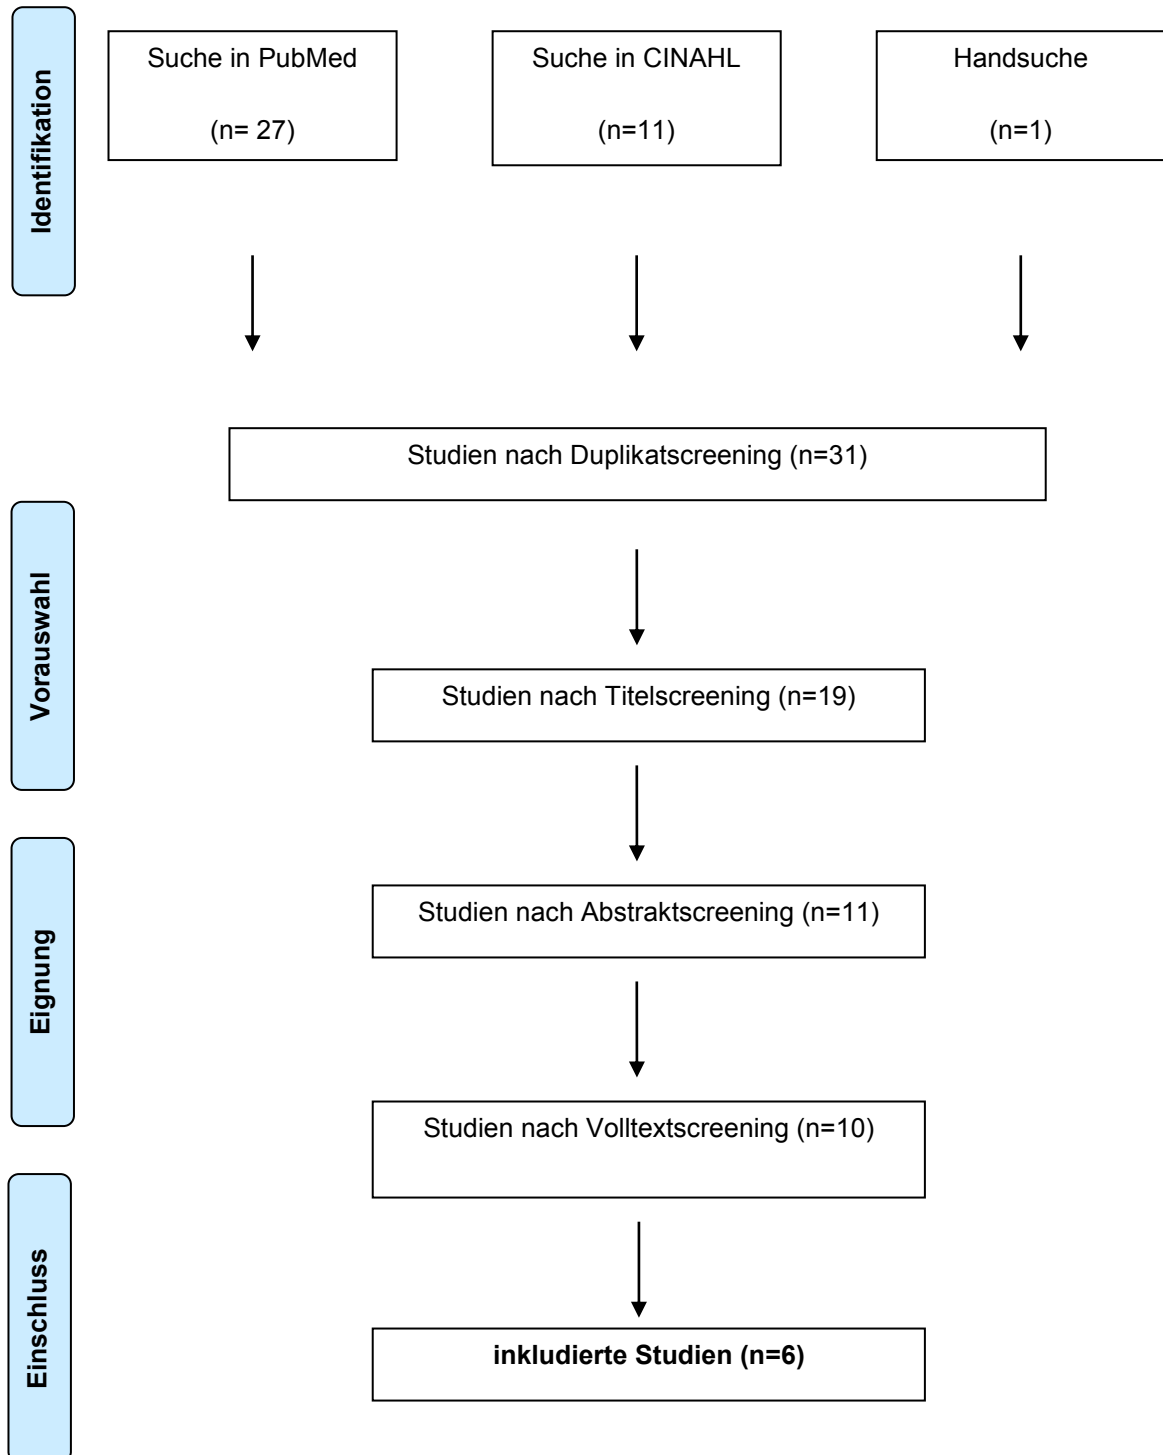 Identifikation
Suche in PubMed
(n= 27)
Suche in CINAHL
(n=11)
Handsuche
(n=1)
Studien nach Duplikatscreening (n=31)
Vorauswahl
Studien nach Titelscreening (n=19)
Eignung
Studien nach Abstraktscreening (n=11)
Studien nach Volltextscreening (n=10)
Einschluss
inkludierte Studien (n=6)